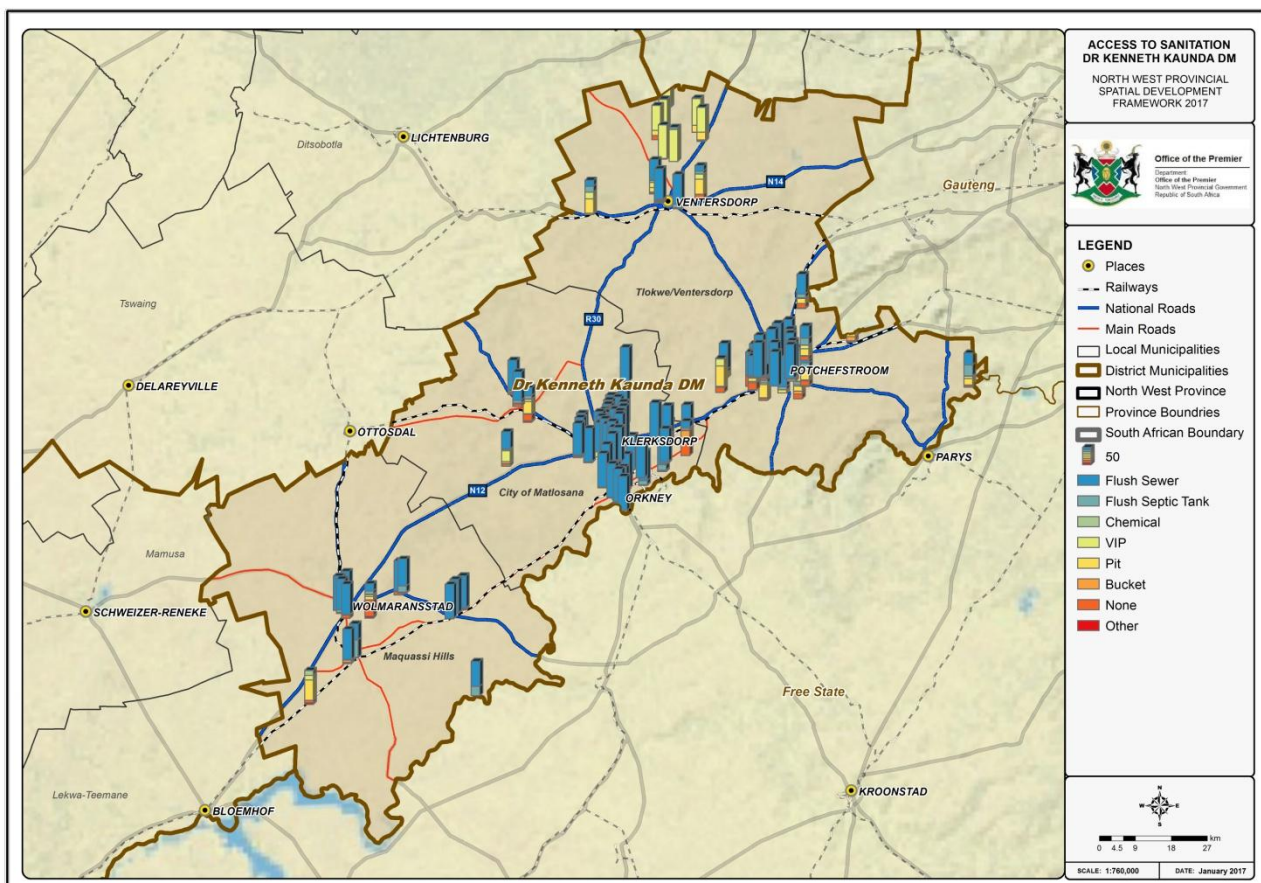 ACCESS TO SANITATION
DR KENNETH KAUNDA DM
NORTH WEST PROVINCIAL
SPATIAL DEVELOPMENT
FRAMEWORK 2017
Office of the Premier
Department:
Office of the Premier
North West Provincial Government
Republic of South Africa
LEGEND
Places
Railways
National Roads
Main Roads
Local Municipalities
District Municipalities
North West Province
Province Boundries
South African Boundary
50
Flush Sewer
Flush Septic Tank
Chemical
VIP
Pit
Bucket
None
Other
N
W E
S
km
0 4.5 9 18 27
SCALE: 1:760,000
DATE: January 2017
LICHTENBURG
Ditsobotla
Gauteng
N14
VENTERSDORP
Tswaing
Tlokwe/Ventersdorp
R30
POTCHEFSTROOM
DELAREYVILLE
Dr Kenneth Kaunda DM
OTTOSDAL
KLERKSDORP
PARYS
N12
City of Matlosana
ORKNEY
Mamusa
SCHWEIZER-RENEKE
WOLMARANSSTAD
Maquassi Hills
Free State
Lekwa-Teemane
BLOEMHOF
KROONSTAD